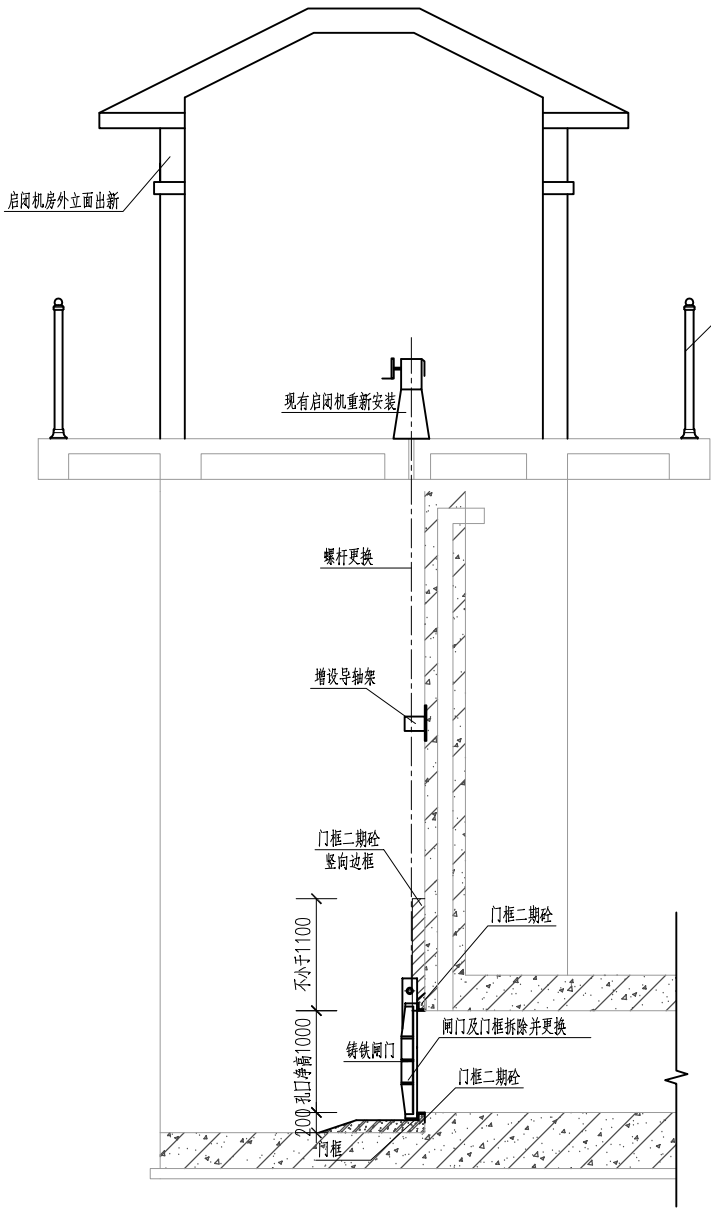 启闭机房外立面出新
现有启闭机重新安装
螺杆更换
增设导轴架
门框二期砼
竖向边框
门框二期砼
不小于1100
闸门及门框拆除并更换
铸铁闸门
孔口净高1000
门框二期砼
200
门框